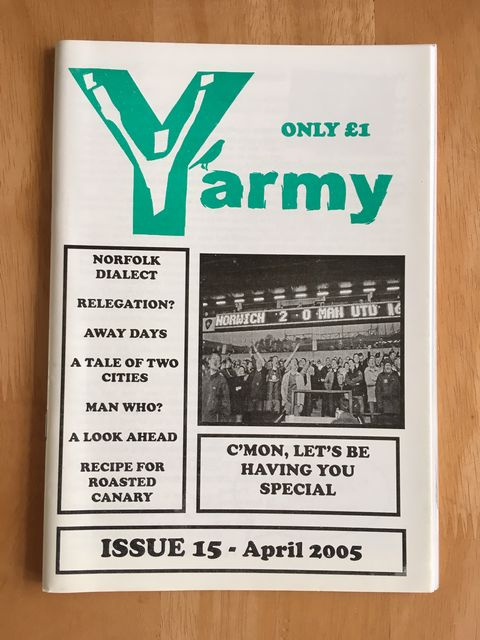 ONLY £1
Y'army
NORFOLK
DIALECT
RELEGATION?
AWAY DAYS
A TALE OF TWO
CITIES
MAN WHO?
A LOOK AHEAD
RECIPE FOR
ROASTED
CANARY
NORWICH 2 0 MAN UTD
C'MON, LET'S BE
HAVING YOU
SPECIAL
ISSUE 15 - April 2005